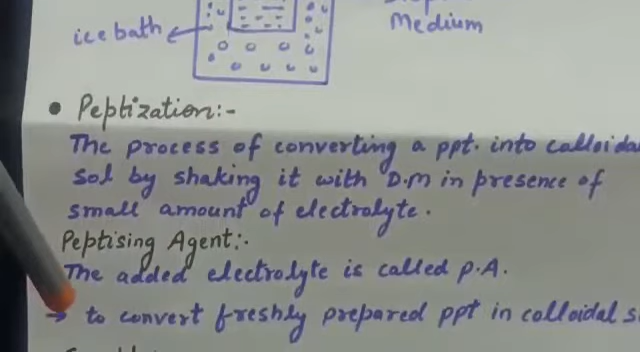 ice bath
Medium
• Peptization:-
The process of converting a ppt. into colloida
sol by shaking it with D.M in presence of
small amount of electrolyte.
Peptising Agent:-
The added electrolyte is called P.A.
→ to convert freshly prepared ppt in colloidal s